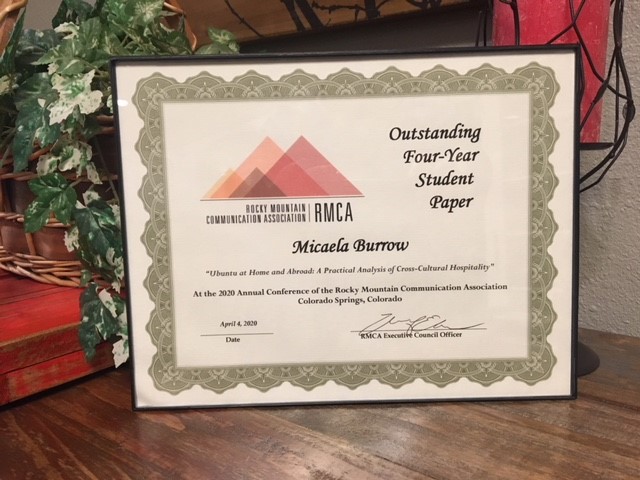 Outstanding
Four-Year
Student
Paper
ROCKY MOUNTAIN
COMMUNICATION ASSOCIATION | RMCA
Micaela Burrow
"Ubuntu at Home and Abroad: A Practical Analysis of Cross-Cultural Hospitality"
At the 2020 Annual Conference of the Rocky Mountain Communication Association
Colorado Springs, Colorado
April 4, 2020
Date
RMCA Executive Council Officer